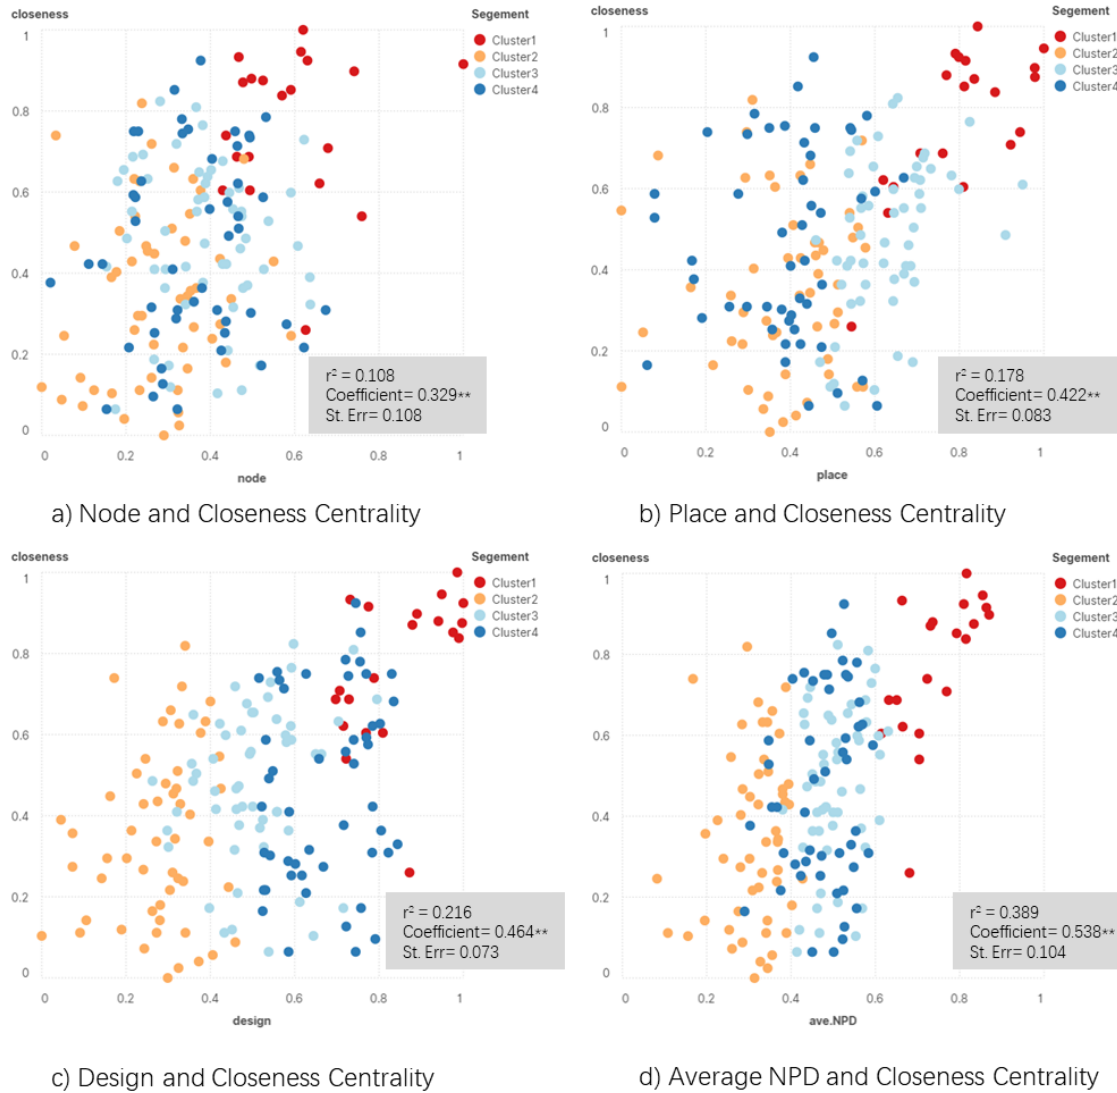 closeness
Segement
Cluster1
Cluster2
Cluster3
Cluster4
1
0.8
0.6
0.4
0.2
0
r² = 0.108
Coefficient= 0.329**
St. Err= 0.108
0 0.2 0.4 0.6 0.8 1
node
a) Node and Closeness Centrality
closeness
Segement
Cluster1
Cluster2
Cluster3
Cluster4
1
0.8
0.6
0.4
0.2
0
r² = 0.178
Coefficient= 0.422**
St. Err= 0.083
0 0.2 0.4 0.6 0.8 1
place
b) Place and Closeness Centrality
closeness
Segement
Cluster1
Cluster2
Cluster3
Cluster4
1
0.8
0.6
0.4
0.2
0
r² = 0.216
Coefficient= 0.464**
St. Err= 0.073
0 0.2 0.4 0.6 0.8 1
design
c) Design and Closeness Centrality
closeness
Segement
Cluster1
Cluster2
Cluster3
Cluster4
1
0.8
0.6
0.4
0.2
0
r² = 0.389
Coefficient= 0.538**
St. Err= 0.104
0 0.2 0.4 0.6 0.8 1
ave.NPD
d) Average NPD and Closeness Centrality